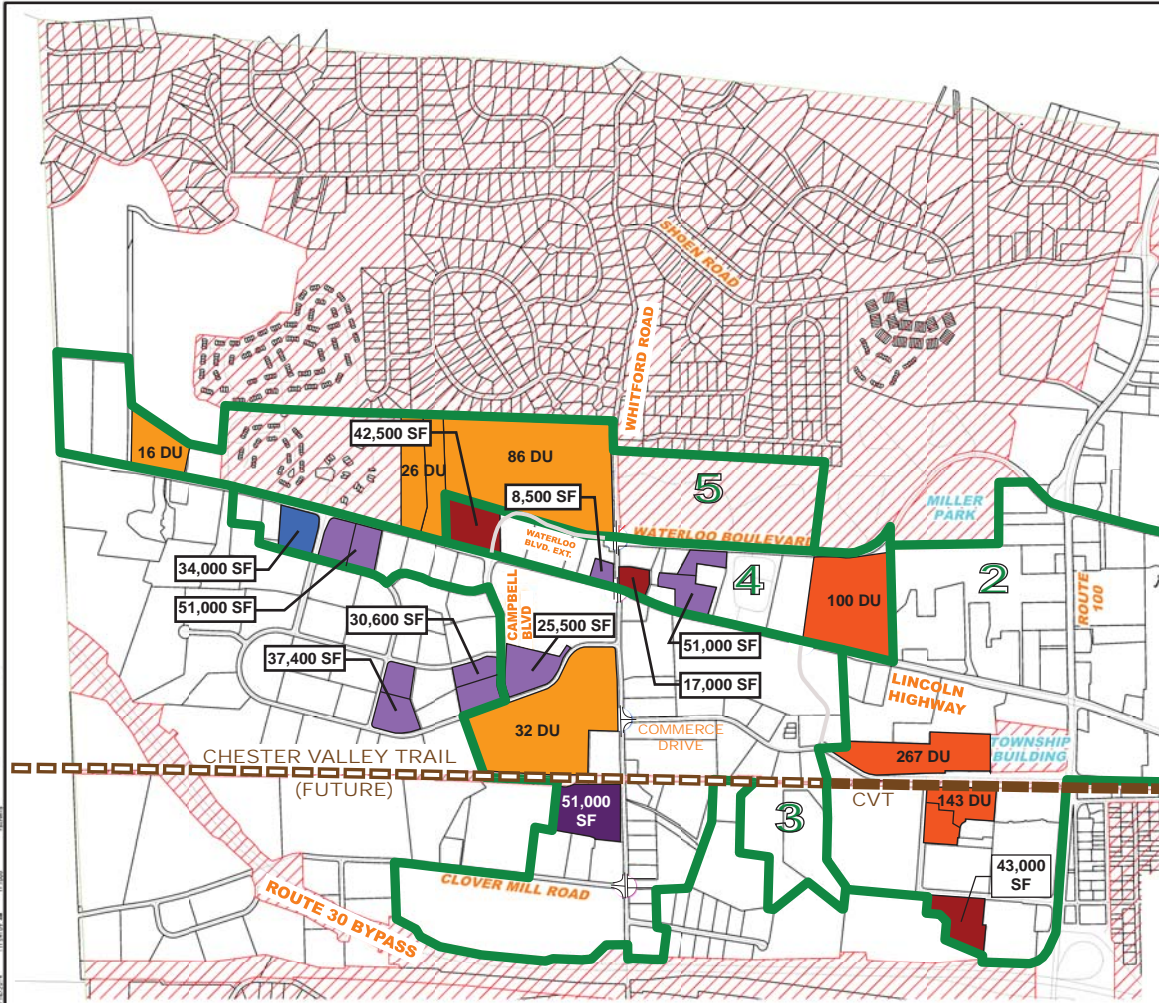 SHOEN ROAD
WHITFORD ROAD
42,500 SF
16 DU
26 DU
86 DU
8,500 SF
5
MILLER
PARK
WATERLOO BOULEVARD
WATERLOO
BLVD. EXT.
34,000 SF
4
2
ROUTE
100
51,000 SF
100 DU
CAMPBELL
BLVD
30,600 SF
25,500 SF
51,000 SF
37,400 SF
17,000 SF
LINCOLN
HIGHWAY
32 DU
COMMERCE
DRIVE
TOWNSHIP
BUILDING
267 DU
CHESTER VALLEY TRAIL
(FUTURE)
CVT
51,000
SF
143 DU
3
43,000
SF
CLOVER MILL ROAD
ROUTE 30 BYPASS